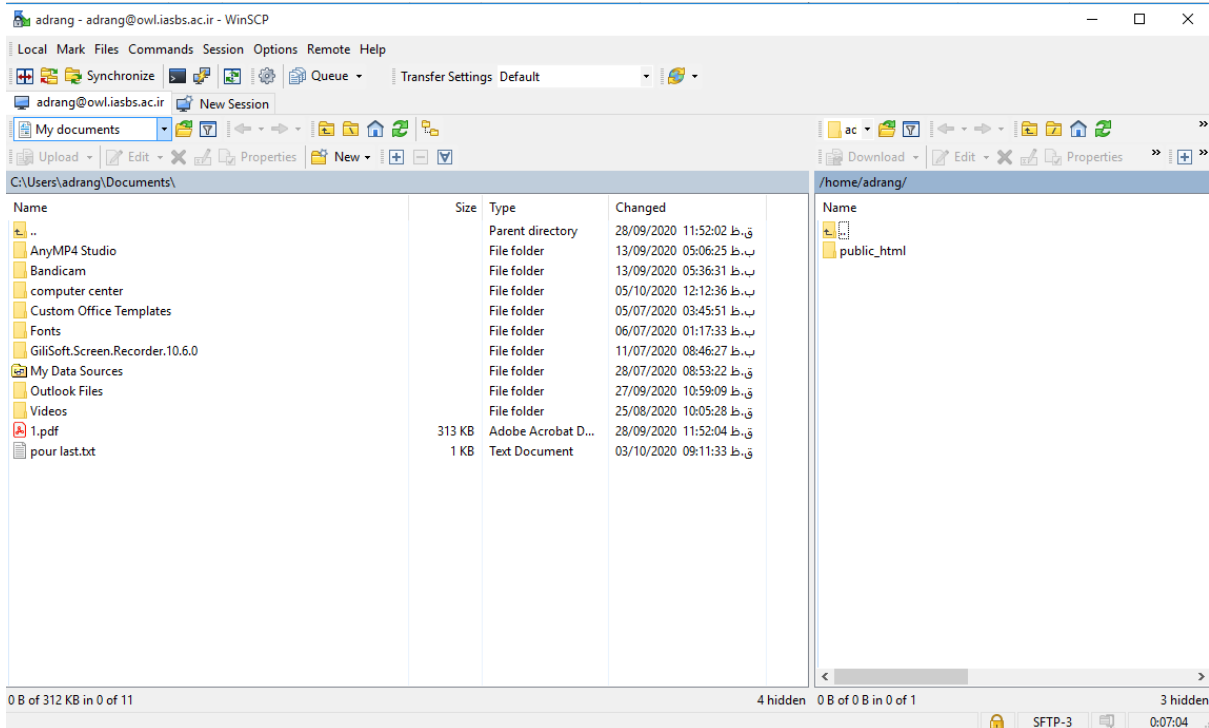 adrang - adrang@owl.iasbs.ac.ir - WinSCP
Local Mark Files Commands Session Options Remote Help
Synchronize Queue Transfer Settings Default
adrang@owl.iasbs.ac.ir New Session
My documents ac
Upload Edit Properties New Download Edit Properties
C:\Users\adrang\Documents\ /home/adrang/
Name Size Type Changed Name
.. Parent directory 28/09/2020 11:52:02 ق.ظ ..
AnyMP4 Studio File folder 13/09/2020 05:06:25 ب.ظ public_html
Bandicam File folder 13/09/2020 05:36:31 ب.ظ
computer center File folder 05/10/2020 12:12:36 ب.ظ
Custom Office Templates File folder 05/07/2020 03:45:51 ب.ظ
Fonts File folder 06/07/2020 01:17:33 ب.ظ
GiliSoft.Screen.Recorder.10.6.0 File folder 11/07/2020 08:46:27 ب.ظ
My Data Sources File folder 28/07/2020 08:53:22 ق.ظ
Outlook Files File folder 27/09/2020 10:59:09 ق.ظ
Videos File folder 25/08/2020 10:05:28 ق.ظ
1.pdf 313 KB Adobe Acrobat D... 28/09/2020 11:52:04 ق.ظ
pour last.txt 1 KB Text Document 03/10/2020 09:11:33 ق.ظ
0 B of 312 KB in 0 of 11 4 hidden 0 B of 0 B in 0 of 1 3 hidden
SFTP-3 0:07:04